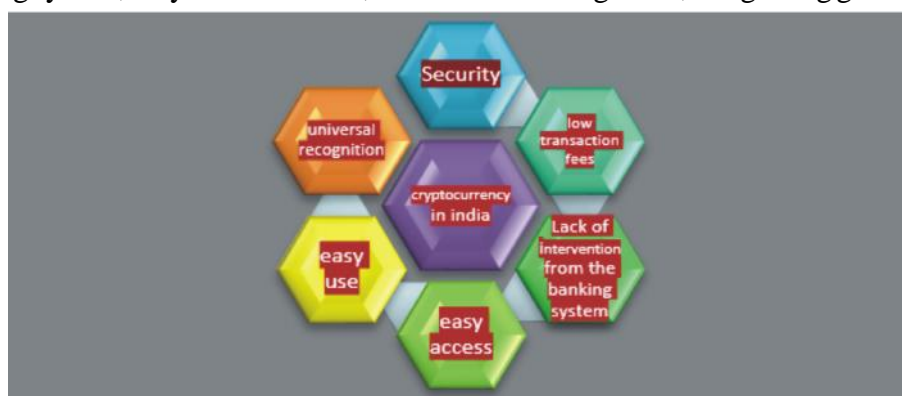 Security
low
transaction
fees
universal
recognition
cryptocurrency
in india
Lack of
intervention
from the
banking
system
easy
use
easy
access